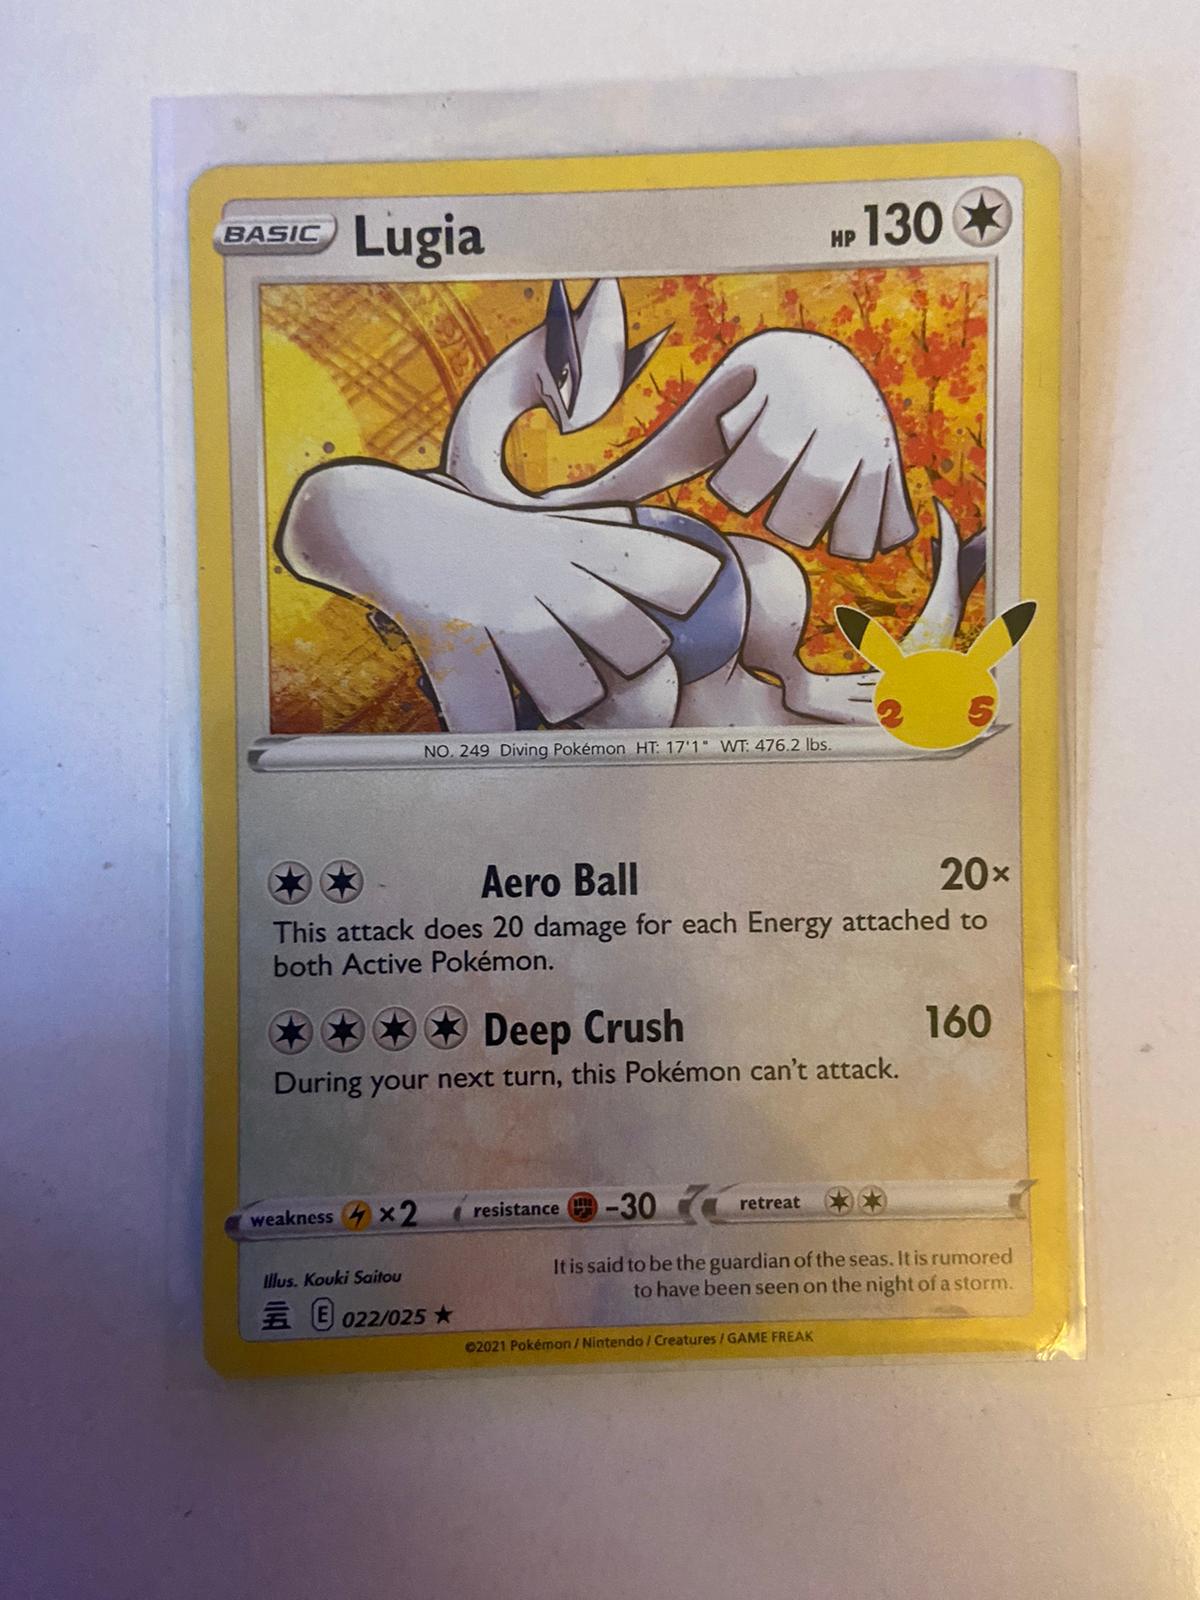 BASIC Lugia HP 130
NO. 249 Diving Pokémon HT: 17'1" WT: 476.2 lbs.
2 5
Aero Ball 20×
This attack does 20 damage for each Energy attached to
both Active Pokémon.
Deep Crush 160
During your next turn, this Pokémon can't attack.
weakness ×2 resistance -30 retreat
Illus. Kouki Saitou
It is said to be the guardian of the seas. It is rumored
to have been seen on the night of a storm.
E 022/025 ★
©2021 Pokémon / Nintendo / Creatures / GAME FREAK